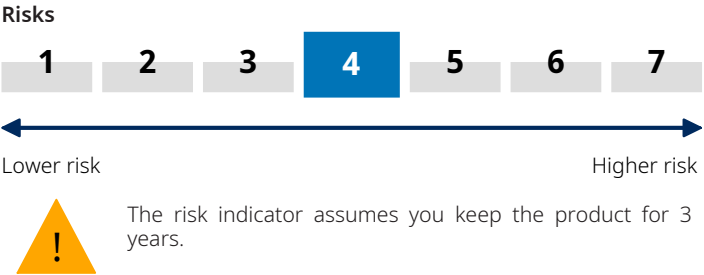 Risks
1 2 3 4 5 6 7
Lower risk Higher risk
! The risk indicator assumes you keep the product for 3
years.